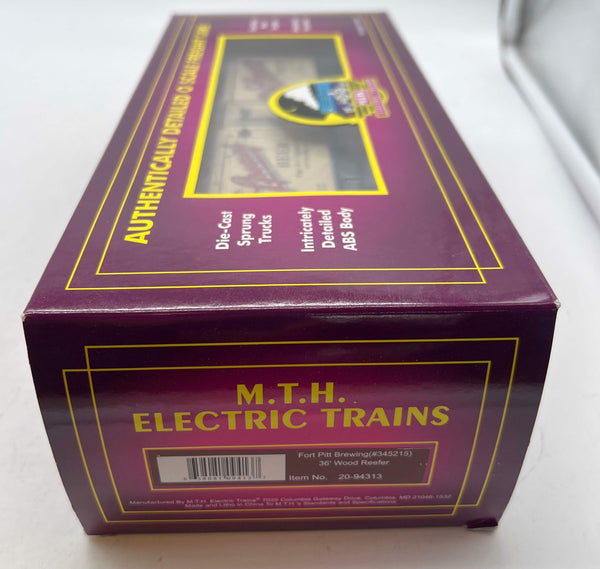 AUTHENTICALLY DETAILED O SCALE FREIGHT CAR
Die-Cast
Sprung
Trucks
Intricately
Detailed
ABS Body
M.T.H.
ELECTRIC TRAINS
Fort Pitt Brewing(#345215)
36' Wood Reefer
Item No. 20-94313
Manufactured By M.T.H. Electric Trains® 7020 Columbia Gateway Drive, Columbia, MD 21046-1532
Made and Litho In China To M.T.H.'s Standards and Specifications